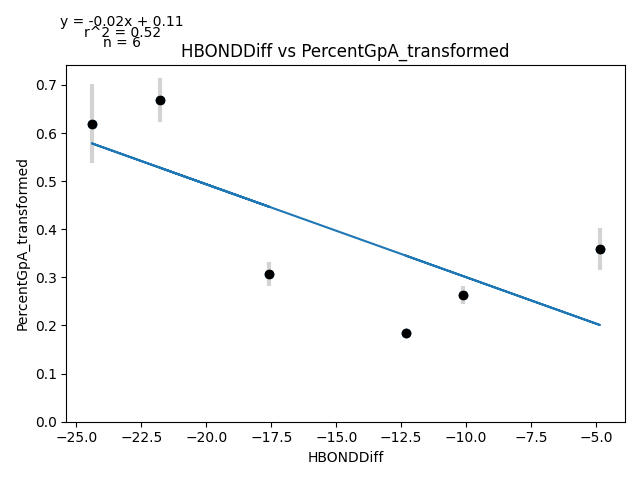 y = -0.02x + 0.11
r^2 = 0.52
n = 6
HBONDDiff vs PercentGpA_transformed
PercentGpA_transformed
0.7
0.6
0.5
0.4
0.3
0.2
0.1
0.0
−25.0 −22.5 −20.0 −17.5 −15.0 −12.5 −10.0 −7.5 −5.0
HBONDDiff